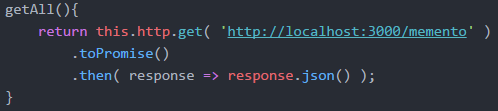 getAll(){
    return this.http.get( 'http://localhost:3000/memento' )
        .toPromise()
        .then( response => response.json() );
}